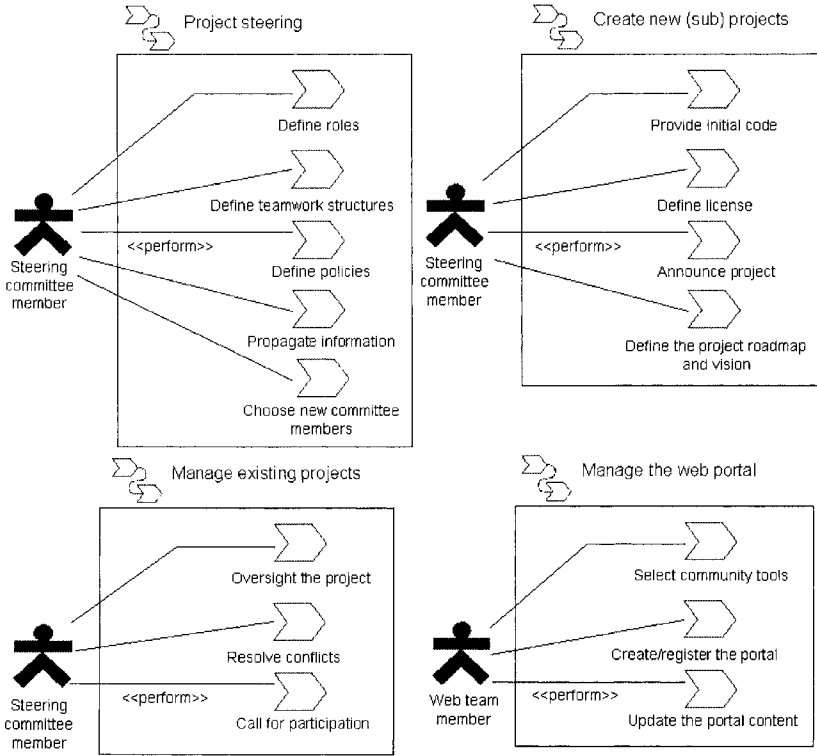 Project steering
Define roles
Define teamwork structures
<<perform>>
Define policies
Steering
committee
member
Propagate information
Choose new committee
members
Create new (sub) projects
Provide initial code
Define license
<<perform>>
Announce project
Steering
committee
member
Define the project roadmap
and vision
Manage existing projects
Oversight the project
Resolve conflicts
Steering
committee
member
<<perform>>
Call for participation
Manage the web portal
Select community tools
Create/register the portal
Web team
member
<<perform>>
Update the portal content